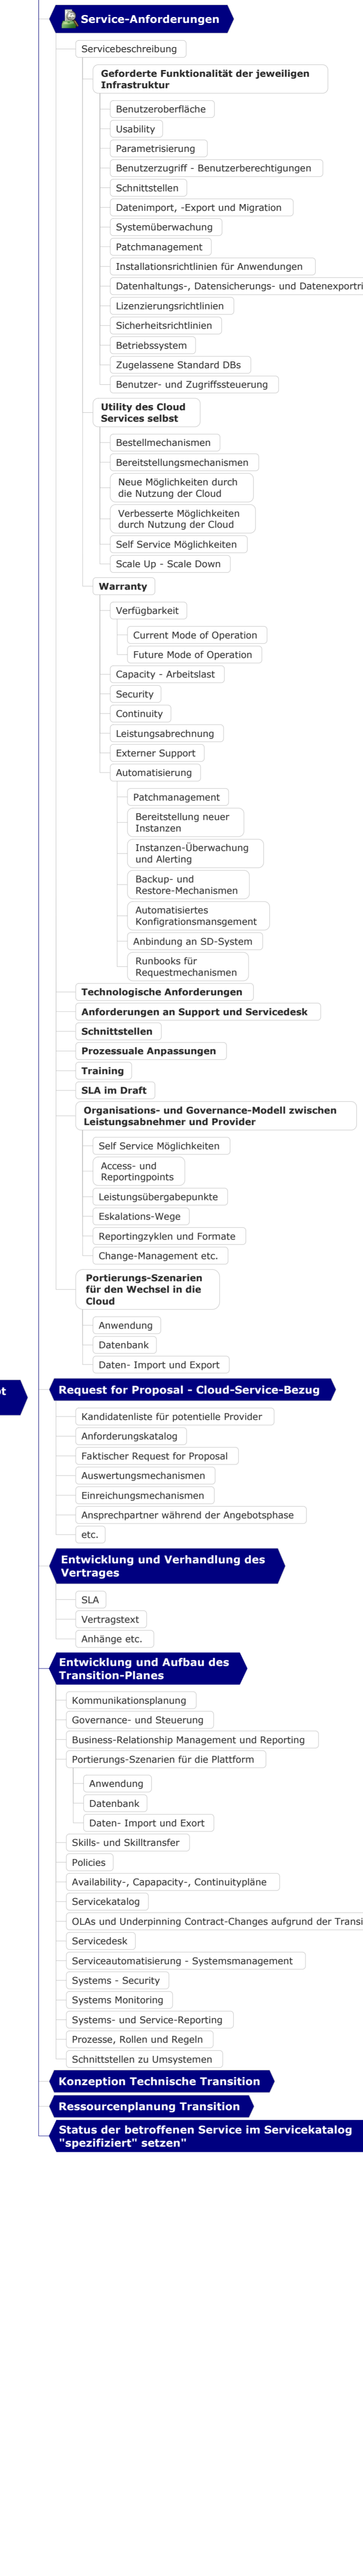 Service-Anforderungen
Servicebeschreibung
Geforderte Funktionalität der jeweiligen
Infrastruktur
Benutzeroberfläche
Usability
Parametrisierung
Benutzerzugriff - Benutzerberechtigungen
Schnittstellen
Datenimport, -Export und Migration
Systemüberwachung
Patchmanagement
Installationsrichtlinien für Anwendungen
Datenhaltungs-, Datensicherungs- und Datenexportri
Lizenzierungsrichtlinien
Sicherheitsrichtlinien
Betriebssystem
Zugelassene Standard DBs
Benutzer- und Zugriffssteuerung
Utility des Cloud
Services selbst
Bestellmechanismen
Bereitstellungsmechanismen
Neue Möglichkeiten durch
die Nutzung der Cloud
Verbesserte Möglichkeiten
durch Nutzung der Cloud
Self Service Möglichkeiten
Scale Up - Scale Down
Warranty
Verfügbarkeit
Current Mode of Operation
Future Mode of Operation
Capacity - Arbeitslast
Security
Continuity
Leistungsabrechnung
Externer Support
Automatisierung
Patchmanagement
Bereitstellung neuer
Instanzen
Instanzen-Überwachung
und Alerting
Backup- und
Restore-Mechanismen
Automatisiertes
Konfigrationsmansgement
Anbindung an SD-System
Runbooks für
Requestmechanismen
Technologische Anforderungen
Anforderungen an Support und Servicedesk
Schnittstellen
Prozessuale Anpassungen
Training
SLA im Draft
Organisations- und Governance-Modell zwischen
Leistungsabnehmer und Provider
Self Service Möglichkeiten
Access- und
Reportingpoints
Leistungsübergabepunkte
Eskalations-Wege
Reportingzyklen und Formate
Change-Management etc.
Portierungs-Szenarien
für den Wechsel in die
Cloud
Anwendung
Datenbank
Daten- Import und Export
t
Request for Proposal - Cloud-Service-Bezug
Kandidatenliste für potentielle Provider
Anforderungskatalog
Faktischer Request for Proposal
Auswertungsmechanismen
Einreichungsmechanismen
Ansprechpartner während der Angebotsphase
etc.
Entwicklung und Verhandlung des
Vertrages
SLA
Vertragstext
Anhänge etc.
Entwicklung und Aufbau des
Transition-Planes
Kommunikationsplanung
Governance- und Steuerung
Business-Relationship Management und Reporting
Portierungs-Szenarien für die Plattform
Anwendung
Datenbank
Daten- Import und Exort
Skills- und Skilltransfer
Policies
Availability-, Capapacity-, Continuitypläne
Servicekatalog
OLAs und Underpinning Contract-Changes aufgrund der Transi
Servicedesk
Serviceautomatisierung - Systemsmanagement
Systems - Security
Systems Monitoring
Systems- und Service-Reporting
Prozesse, Rollen und Regeln
Schnittstellen zu Umsystemen
Konzeption Technische Transition
Ressourcenplanung Transition
Status der betroffenen Service im Servicekatalog
"spezifiziert" setzen"